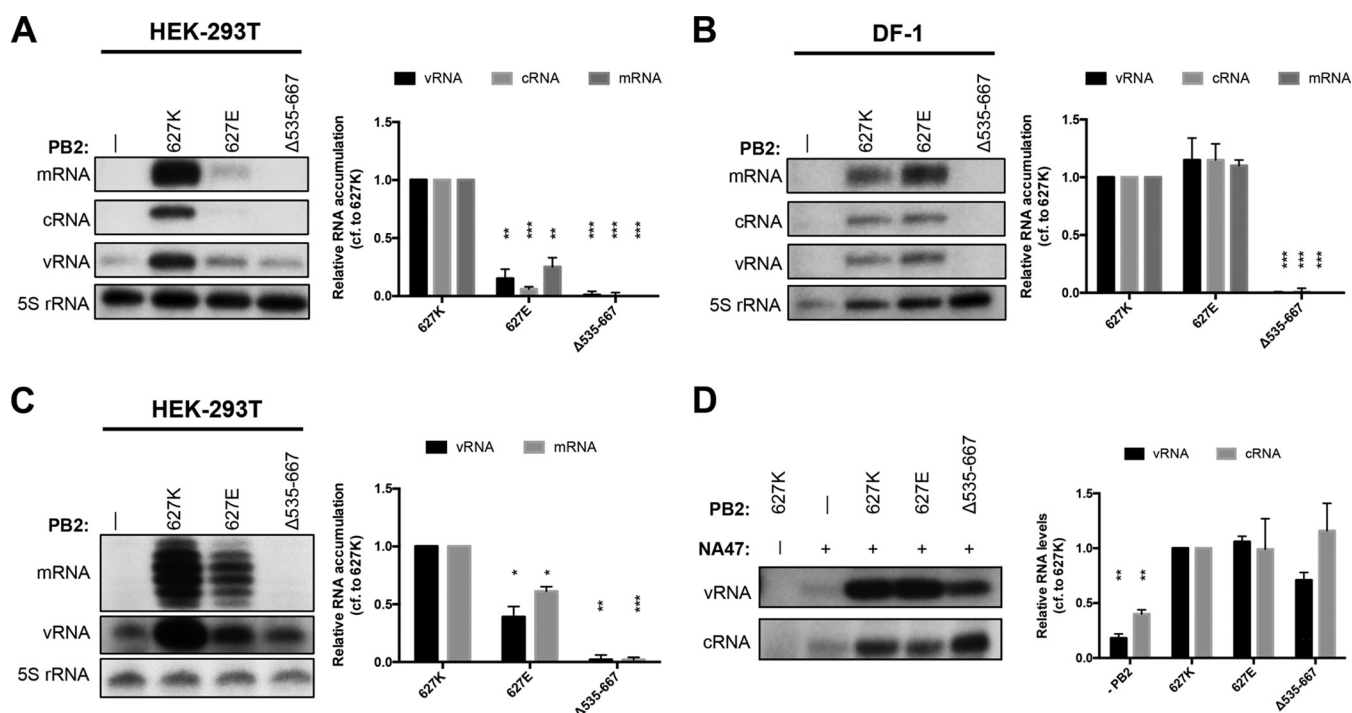 A
HEK-293T
PB2: — 627K 627E Δ535-667
mRNA
cRNA
vRNA
5S rRNA
vRNA cRNA mRNA
Relative RNA accumulation
(cf. to 627K)
1.5
1.0
0.5
0.0
** *** ** *** *** ***
627K 627E Δ535-667
B
DF-1
PB2: — 627K 627E Δ535-667
mRNA
cRNA
vRNA
5S rRNA
vRNA cRNA mRNA
Relative RNA accumulation
(cf. to 627K)
1.5
1.0
0.5
0.0
*** *** ***
627K 627E Δ535-667
C
HEK-293T
PB2: — 627K 627E Δ535-667
mRNA
vRNA
5S rRNA
vRNA mRNA
Relative RNA accumulation
(cf. to 627K)
1.5
1.0
0.5
0.0
* * ** ***
627K 627E Δ535-667
D
PB2: 627K — 627K 627E Δ535-667
NA47: — + + + +
vRNA
cRNA
vRNA cRNA
Relative RNA levels
(cf. to 627K)
1.5
1.0
0.5
0.0
** **
- PB2 627K 627E Δ535-667